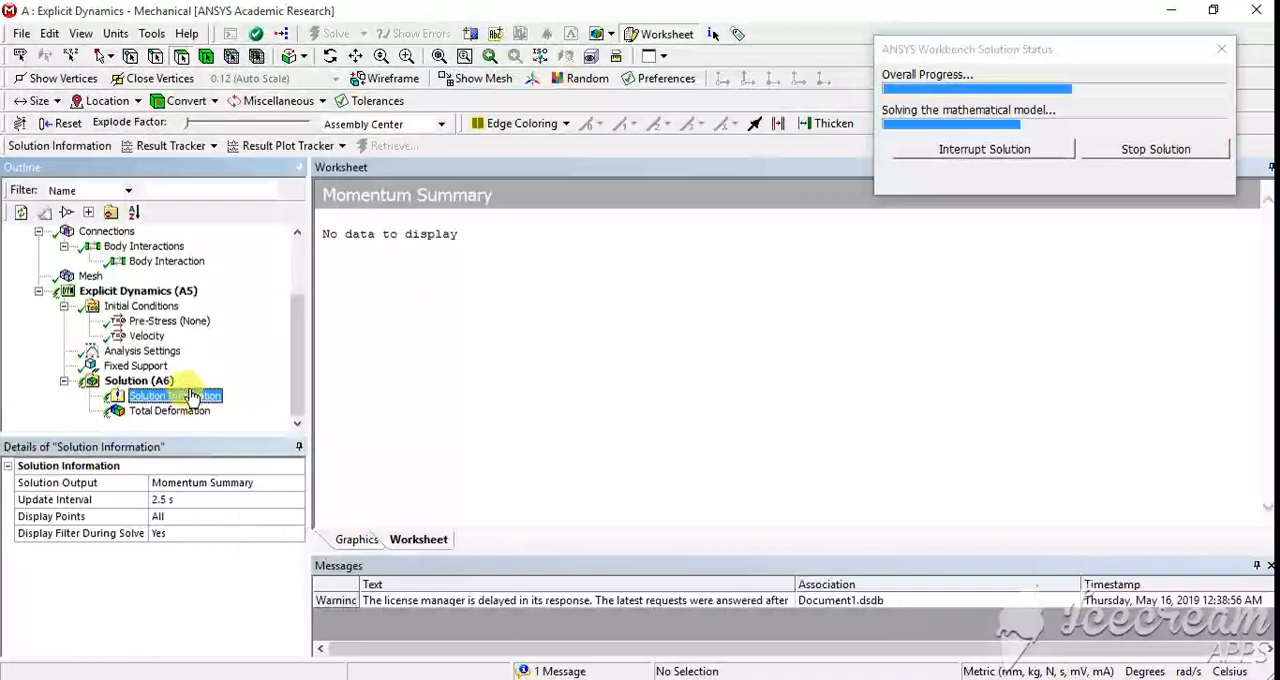 A : Explicit Dynamics - Mechanical [ANSYS Academic Research]
File Edit View Units Tools Help Solve ?/ Show Errors Worksheet
ANSYS Workbench Solution Status
Overall Progress...
Solving the mathematical model...
Interrupt Solution Stop Solution
Show Vertices Close Vertices 0.12 (Auto Scale) Wireframe Show Mesh Random Preferences
Size Location Convert Miscellaneous Tolerances
Reset Explode Factor: Assembly Center Edge Coloring Thicken
Solution Information Result Tracker Result Plot Tracker Retrieve...
Outline
Filter: Name
Connections
Body Interactions
Body Interaction
Mesh
Explicit Dynamics (A5)
Initial Conditions
Pre-Stress (None)
Velocity
Analysis Settings
Fixed Support
Solution (A6)
Solution
Total Deformation
Details of "Solution Information"
Solution Information
Solution Output Momentum Summary
Update Interval 2.5 s
Display Points All
Display Filter During Solve Yes
Worksheet
Momentum Summary
No data to display
Graphics Worksheet
Messages
Text Association Timestamp
Warninc The license manager is delayed in its response. The latest requests were answered after Document1.dsdb Thursday, May 16, 2019 12:38:56 AM
1 Message No Selection Metric (mm, kg, N, s, mV, mA) Degrees rad/s Celsius
Icecream
APPS